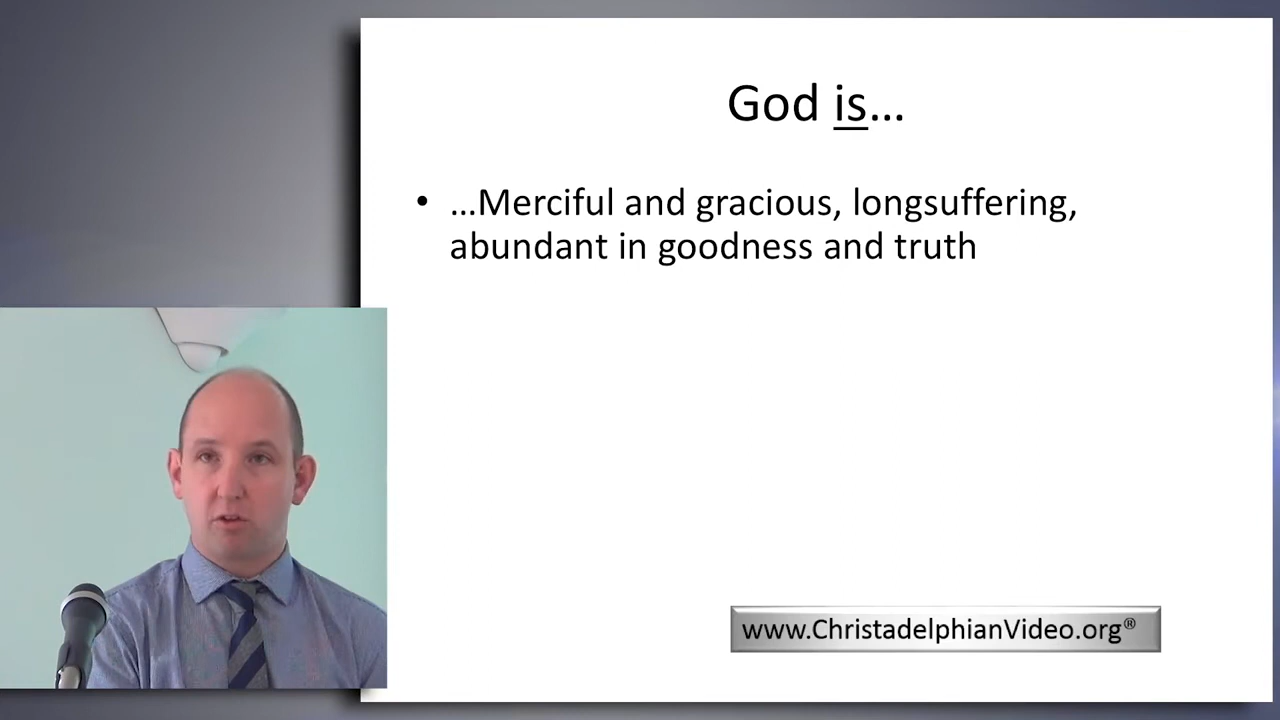 God is…
• …Merciful and gracious, longsuffering,
abundant in goodness and truth
www.ChristadelphianVideo.org®